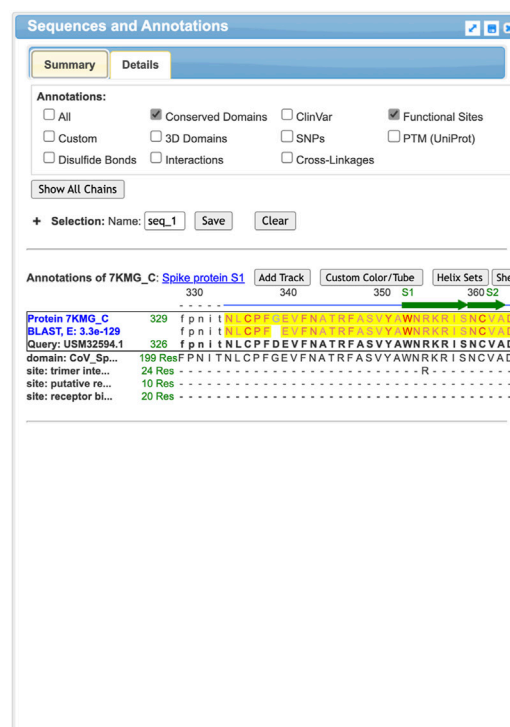 Sequences and Annotations
Summary Details
Annotations:
All Conserved Domains ClinVar Functional Sites
Custom 3D Domains SNPs PTM (UniProt)
Disulfide Bonds Interactions Cross-Linkages
Show All Chains
+ Selection: Name: seq_1 Save Clear
Annotations of 7KMG_C: Spike protein S1 Add Track Custom Color/Tube Helix Sets She
330 340 350 S1 360 S2
- - - - -
Protein 7KMG_C 329 f p n i t N L C P F G E V F N A T R F A S V Y A W N R K R I S N C V A D
BLAST, E: 3.3e-129 f p n i t N L C P F E V F N A T R F A S V Y A W N R K R I S N C V A D
Query: USM32594.1 326 f p n i t N L C P F D E V F N A T R F A S V Y A W N R K R I S N C V A D
domain: CoV_Sp... 199 Res F P N I T N L C P F G E V F N A T R F A S V Y A W N R K R I S N C V A D
site: trimer inte... 24 Res - - - - - - - - - - - - - - - - - - - - - - - - - - R - - - - - - - - -
site: putative re... 10 Res - - - - - - - - - - - - - - - - - - - - - - - - - - - - - - - - - - - -
site: receptor bi... 20 Res - - - - - - - - - - - - - - - - - - - - - - - - - - - - - - - - - - - -